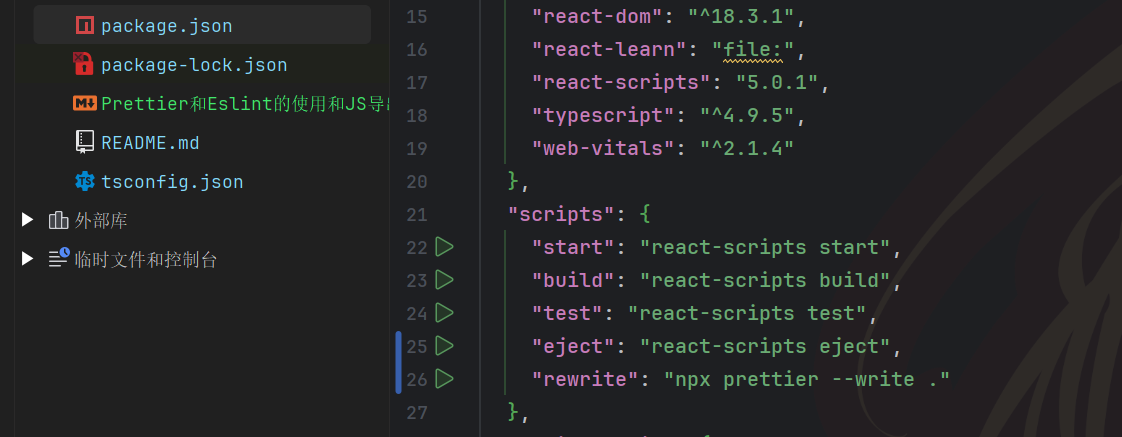 package.json
package-lock.json
Prettier和Eslint的使用和JS导
README.md
tsconfig.json
外部库
临时文件和控制台
15 "react-dom": "^18.3.1",
16 "react-learn": "file:",
17 "react-scripts": "5.0.1",
18 "typescript": "^4.9.5",
19 "web-vitals": "^2.1.4"
20 },
21 "scripts": {
22 "start": "react-scripts start",
23 "build": "react-scripts build",
24 "test": "react-scripts test",
25 "eject": "react-scripts eject",
26 "rewrite": "npx prettier --write ."
27 },